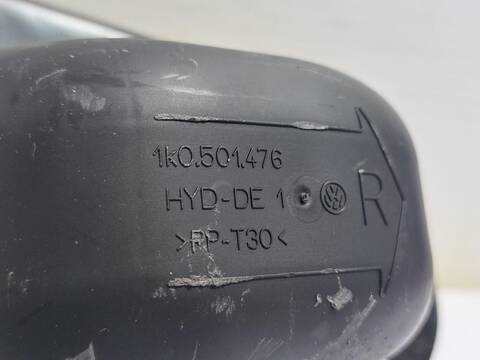 1K0.501.476
HYD-DE 1 R
>PP-T30<